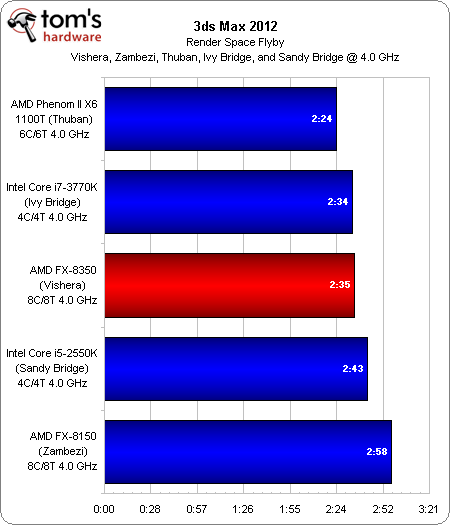 tom's
hardware
3ds Max 2012
Render Space Flyby
Vishera, Zambezi, Thuban, Ivy Bridge, and Sandy Bridge @ 4.0 GHz
AMD Phenom II X6
1100T (Thuban)
6C/6T 4.0 GHz
2:24
Intel Core i7-3770K
(Ivy Bridge)
4C/4T 4.0 GHz
2:34
AMD FX-8350
(Vishera)
8C/8T 4.0 GHz
2:35
Intel Core i5-2550K
(Sandy Bridge)
4C/4T 4.0 GHz
2:43
AMD FX-8150
(Zambezi)
8C/8T 4.0 GHz
2:58
0:00 0:28 0:57 1:26 1:55 2:24 2:52 3:21